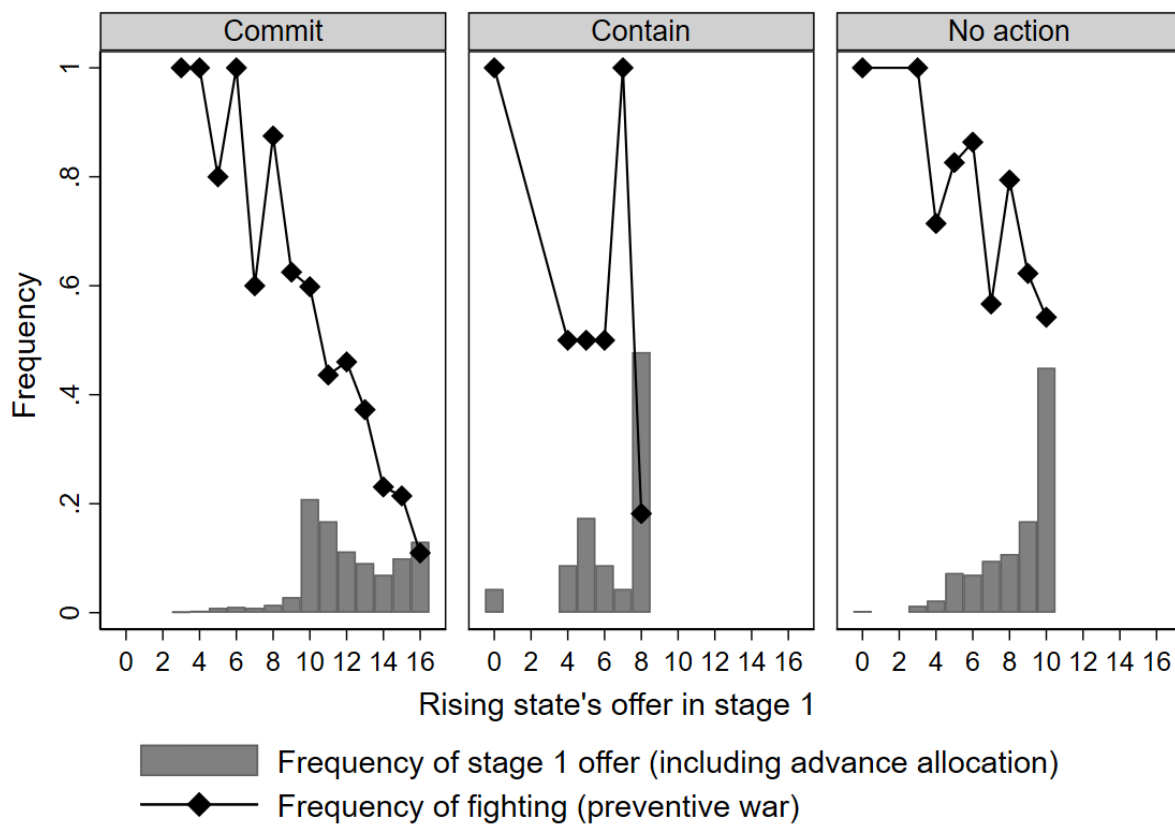 Commit Contain No action
Frequency
1
.8
.6
.4
.2
0
0 2 4 6 8 10 12 14 16 0 2 4 6 8 10 12 14 16 0 2 4 6 8 10 12 14 16
Rising state's offer in stage 1
Frequency of stage 1 offer (including advance allocation)
Frequency of fighting (preventive war)